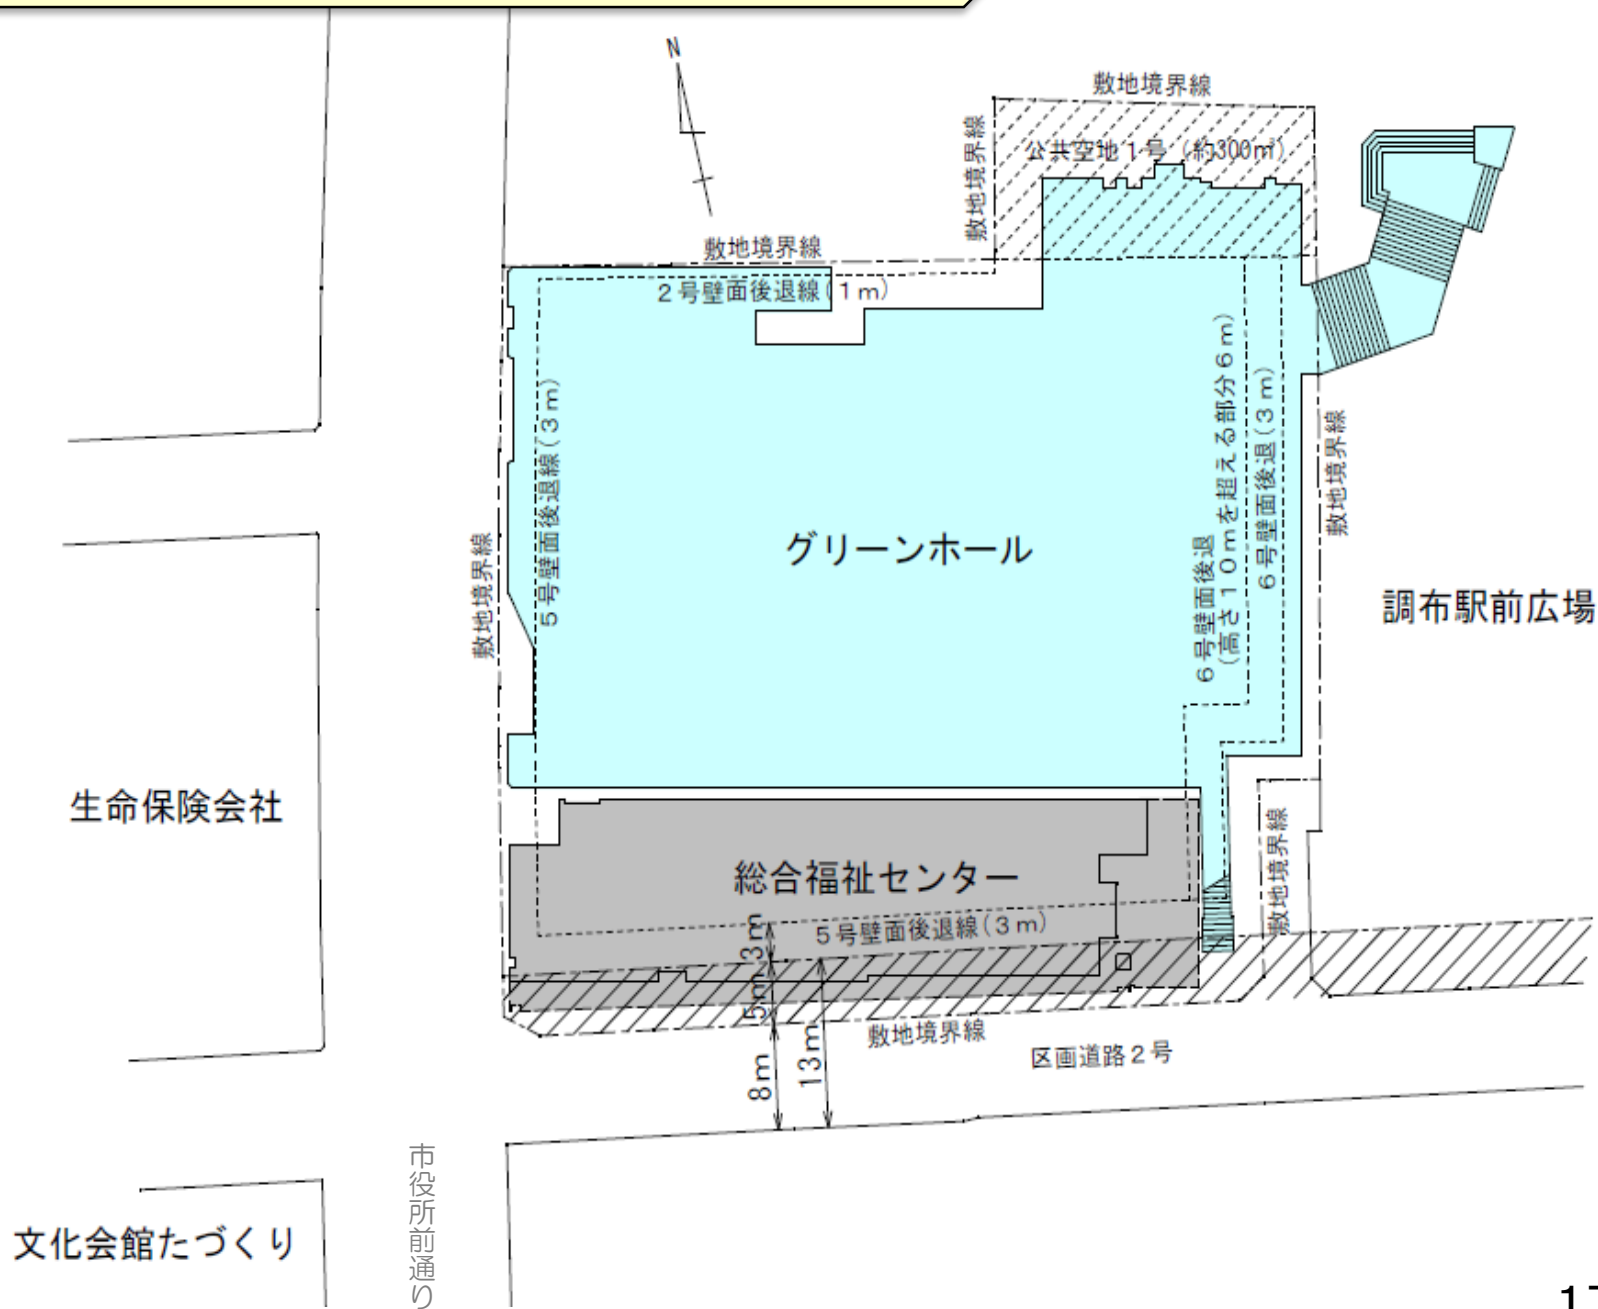 N
敷地境界線
敷地境界線
公共空地１号（約300㎡）
敷地境界線
２号壁面後退線（１ｍ）
５号壁面後退線（３ｍ）
６号壁面後退
（高さ１０ｍを超える部分６ｍ）
６号壁面後退（３ｍ）
敷地境界線
敷地境界線
グリーンホール
調布駅前広場
生命保険会社
敷地境界線
総合福祉センター
５号壁面後退線（３ｍ）
3m
5m
8m
13m
敷地境界線
区画道路２号
市役所前通り
文化会館たづくり